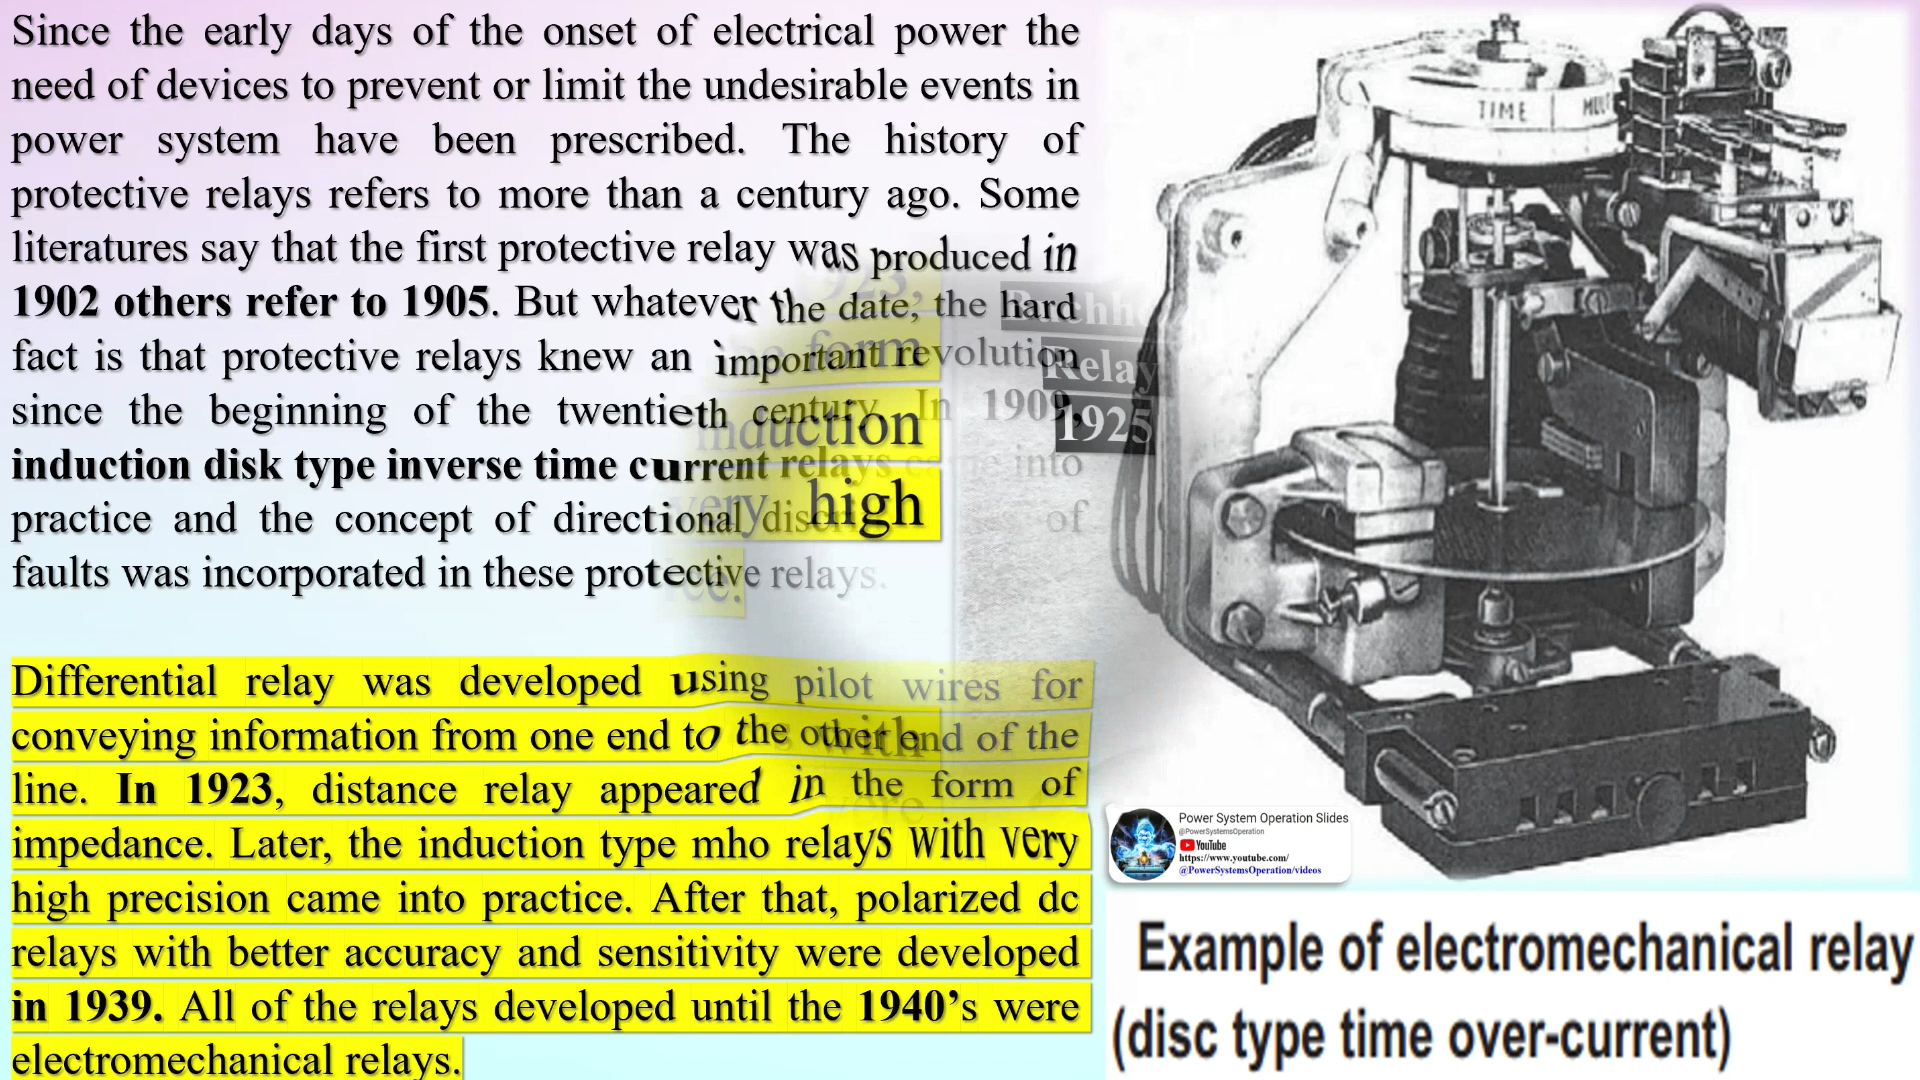 Since the early days of the onset of electrical power the
need of devices to prevent or limit the undesirable events in
power system have been prescribed. The history of
protective relays refers to more than a century ago. Some
literatures say that the first protective relay was produced in
1902 others refer to 1905. But whatever the date, the hard
fact is that protective relays knew an important revolution
since the beginning of the twentieth century. In 1909,
induction disk type inverse time current relays came into
practice and the concept of directional of
faults was incorporated in these protective relays.
Differential relay was developed using pilot wires for
conveying information from one end to the other end of the
line. In 1923, distance relay appeared in the form of
impedance. Later, the induction type mho relays with very
high precision came into practice. After that, polarized dc
relays with better accuracy and sensitivity were developed
in 1939. All of the relays developed until the 1940’s were
electromechanical relays.
1923,
form
induction
very high
with
Relay
1925
TIME
Power System Operation Slides
@PowerSystemsOperation
YouTube
https://www.youtube.com/
@PowerSystemsOperation/videos
Example of electromechanical relay
(disc type time over-current)